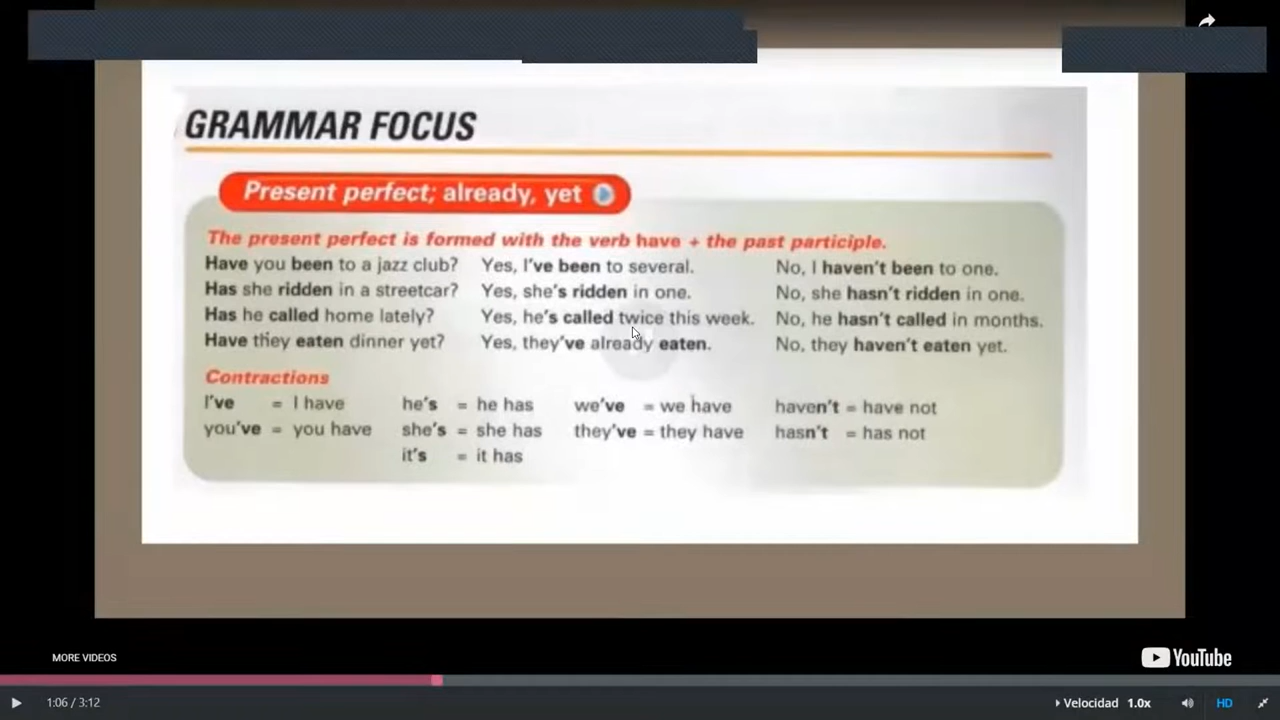 GRAMMAR FOCUS
Present perfect; already, yet
The present perfect is formed with the verb have + the past participle.
Have you been to a jazz club? Yes, I've been to several. No, I haven't been to one.
Has she ridden in a streetcar? Yes, she's ridden in one. No, she hasn't ridden in one.
Has he called home lately? Yes, he's called twice this week. No, he hasn't called in months.
Have they eaten dinner yet? Yes, they've already eaten. No, they haven't eaten yet.
Contractions
I've = I have he's = he has we've = we have haven't = have not
you've = you have she's = she has they've = they have hasn't = has not
it's = it has
MORE VIDEOS
YouTube
1:06 / 3:12 Velocidad 1.0x HD